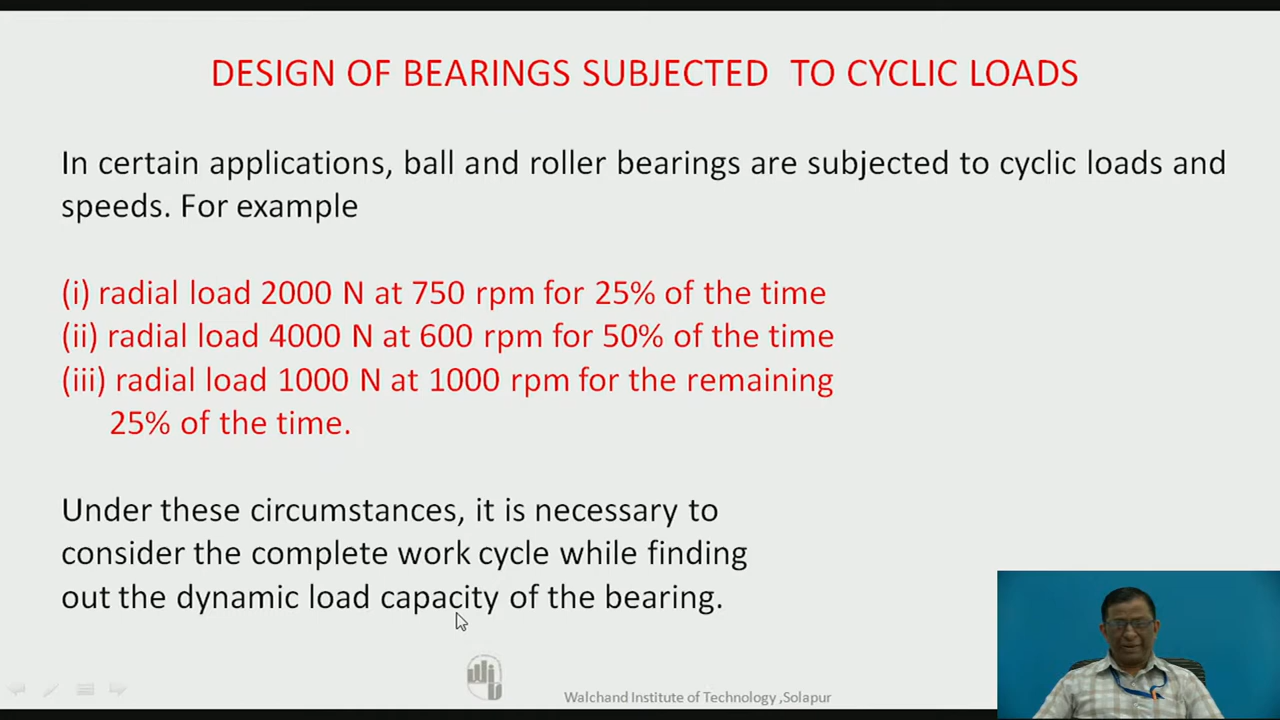 DESIGN OF BEARINGS SUBJECTED TO CYCLIC LOADS
In certain applications, ball and roller bearings are subjected to cyclic loads and
speeds. For example
(i) radial load 2000 N at 750 rpm for 25% of the time
(ii) radial load 4000 N at 600 rpm for 50% of the time
(iii) radial load 1000 N at 1000 rpm for the remaining
25% of the time.
Under these circumstances, it is necessary to
consider the complete work cycle while finding
out the dynamic load capacity of the bearing.
Walchand Institute of Technology ,Solapur